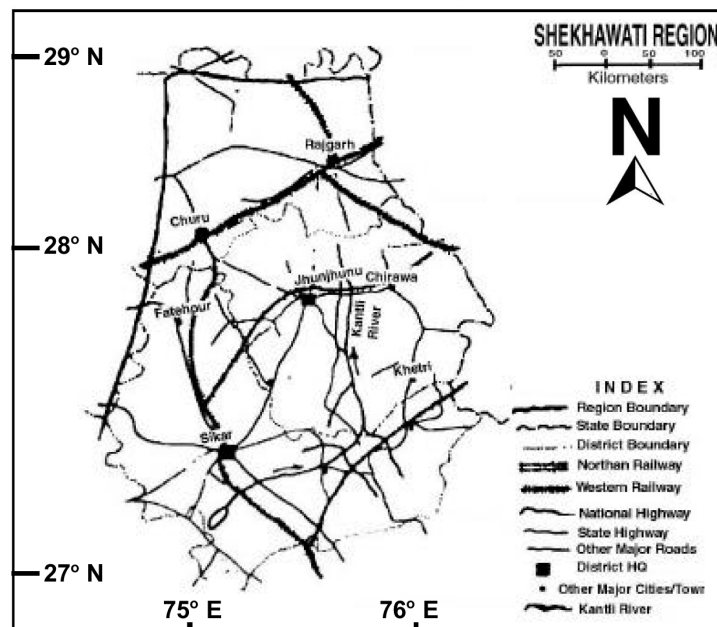 SHEKHAWATI REGION
50 0 50 100
Kilometers
N
29° N
28° N
27° N
75° E
76° E
Rajgarh
Churu
Jhunjhunu
Chirawa
Fatehpur
Kantli
River
Khetri
Sikar
INDEX
Region Boundary
State Boundary
District Boundary
Northan Railway
Western Railway
National Highway
State Highway
Other Major Roads
District HQ
Other Major Cities/Town
Kantli River